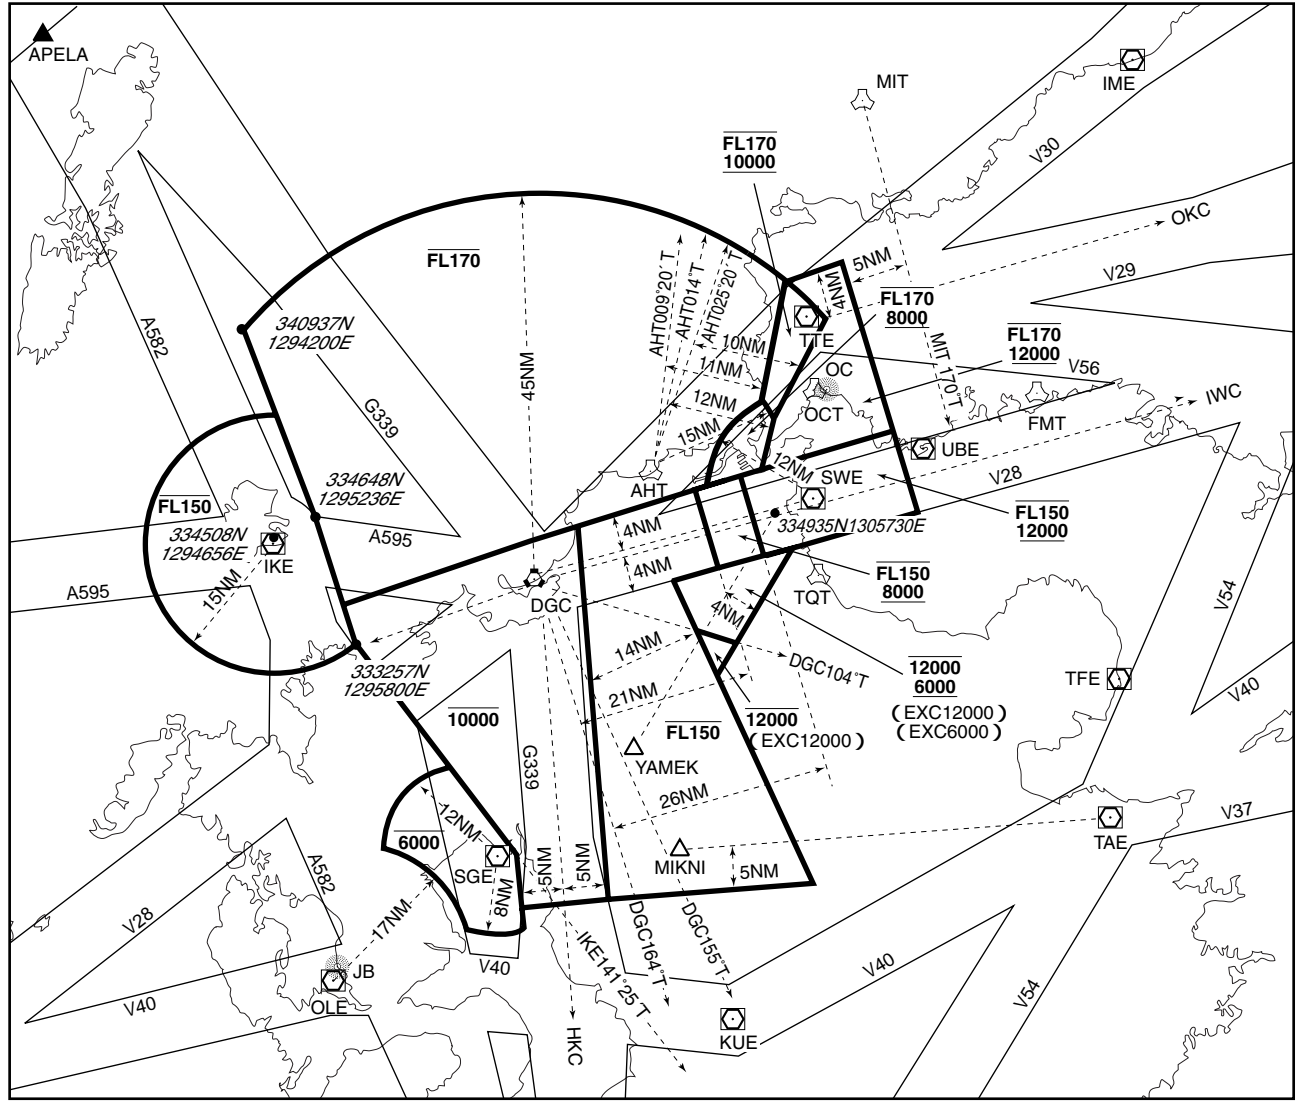 APELA
MIT
IME
V30
FL170
10000
OKC
5NM
V29
FL170
AHT009°20'T
AHT014°T
AHT025°20'T
4NM
FL170
8000
TTE
340937N
1294200E
A582
45NM
10NM
11NM
12NM
15NM
MIT 170°T
FL170
12000
V56
OC
OCT
IWC
FMT
G339
12NM
UBE
SWE
V28
AHT
FL150
334648N
1295236E
A595
334508N
1294656E
IKE
15NM
4NM
4NM
334935N1305730E
FL150
12000
FL150
8000
DGC
TQT
A595
V54
4NM
14NM
DGC104°T
333257N
1295800E
21NM
12000
6000
(EXC12000)
(EXC6000)
TFE
V40
10000
FL150
12000
(EXC12000)
G339
YAMEK
26NM
12NM
6000
V37
TAE
SGE
MIKNI
5NM
5NM
5NM
8NM
A582
V28
17NM
DGC164°T
DGC155°T
IKE141°25'T
V40
V40
V54
JB
OLE
V40
HKC
KUE